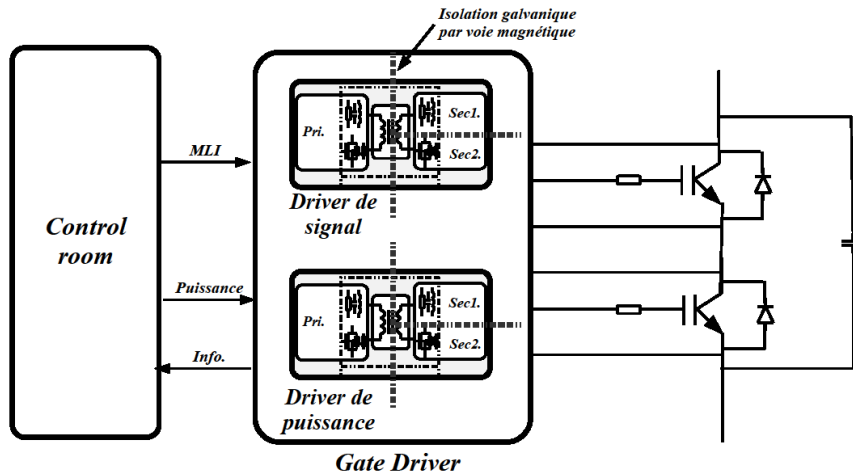 Isolation galvanique
par voie magnétique
Control
room
MLI
Puissance
Info.
Pri.
Sec1.
Sec2.
Driver de
signal
Pri.
Sec1.
Sec2.
Driver de
puissance
Gate Driver